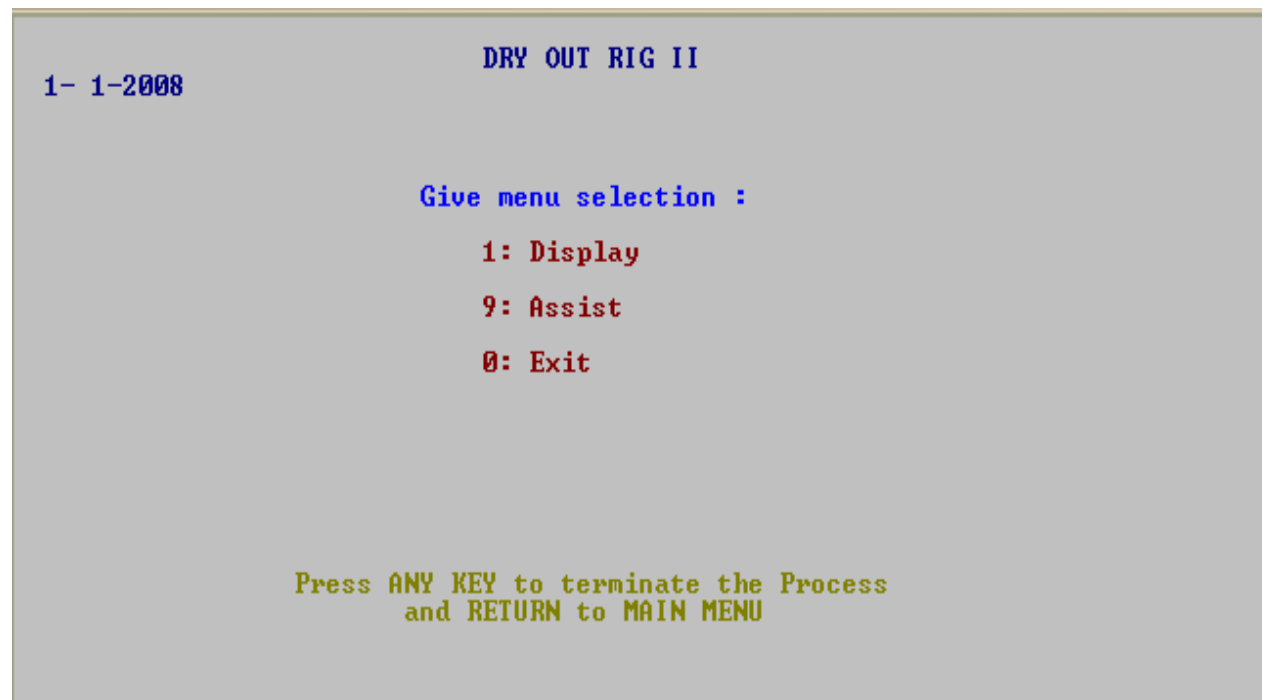 DRY OUT RIG II
1- 1-2008
Give menu selection :
1: Display
9: Assist
0: Exit
Press ANY KEY to terminate the Process
and RETURN to MAIN MENU